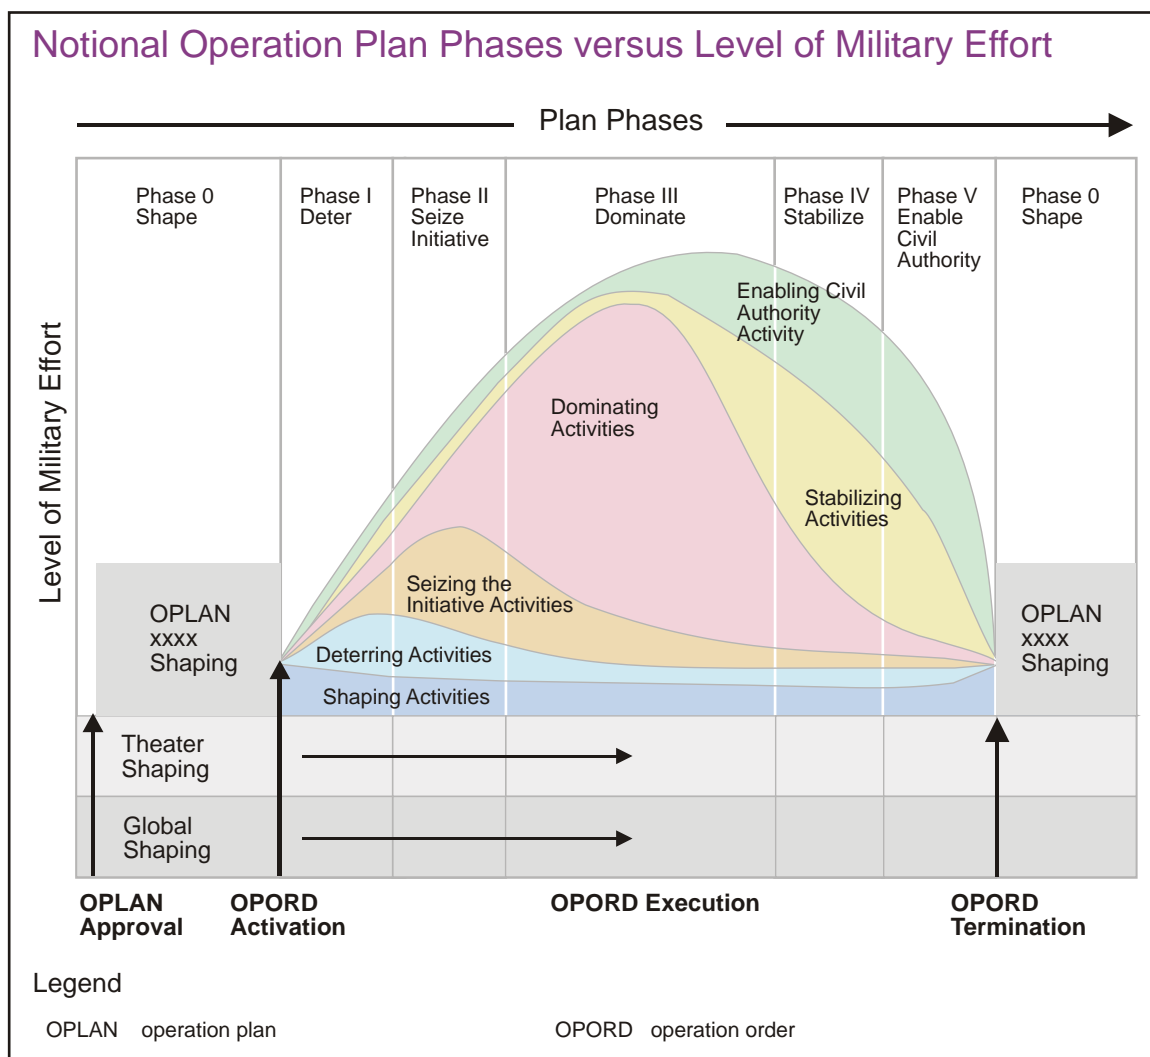 Notional Operation Plan Phases versus Level of Military Effort
Plan Phases
Phase 0
Shape
Phase I
Deter
Phase II
Seize
Initiative
Phase III
Dominate
Phase IV
Stabilize
Phase V
Enable
Civil
Authority
Phase 0
Shape
Level of Military Effort
Enabling Civil
Authority
Activity
Dominating
Activities
Stabilizing
Activities
Seizing the
Initiative Activities
Deterring Activities
Shaping Activities
OPLAN
xxxx
Shaping
OPLAN
xxxx
Shaping
Theater
Shaping
Global
Shaping
OPLAN
Approval
OPORD
Activation
OPORD Execution
OPORD
Termination
Legend
OPLAN operation plan
OPORD operation order